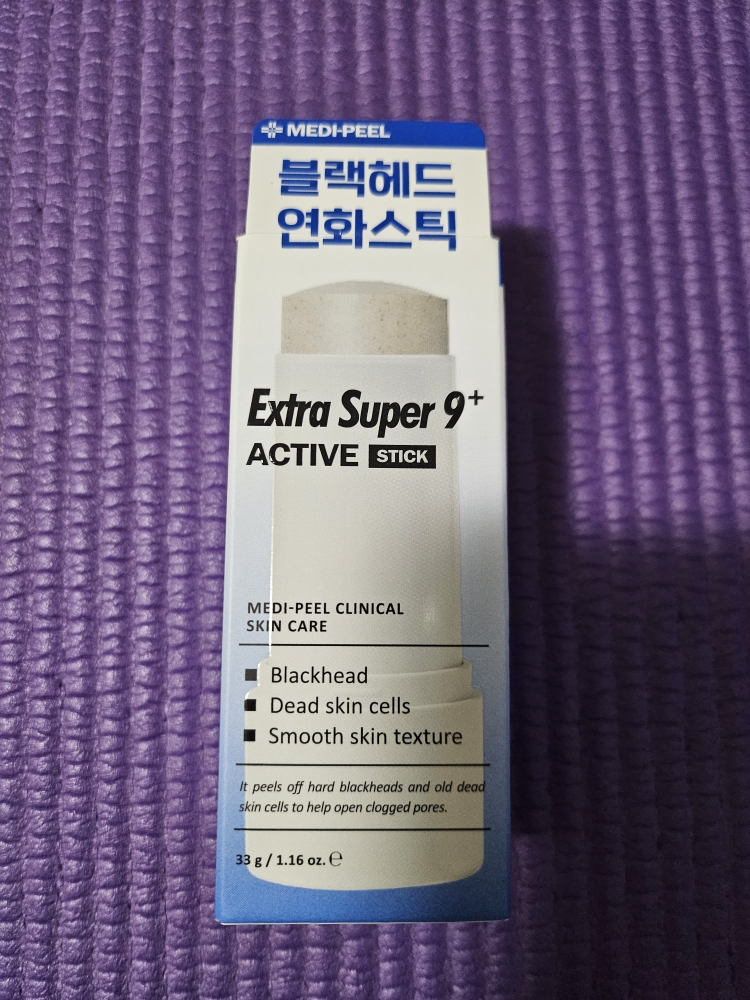 MEDI-PEEL
블랙헤드
연화스틱
Extra Super 9+
ACTIVE STICK
MEDI-PEEL CLINICAL
SKIN CARE
Blackhead
Dead skin cells
Smooth skin texture
It peels off hard blackheads and old dead
skin cells to help open clogged pores.
33 g / 1.16 oz. ℮